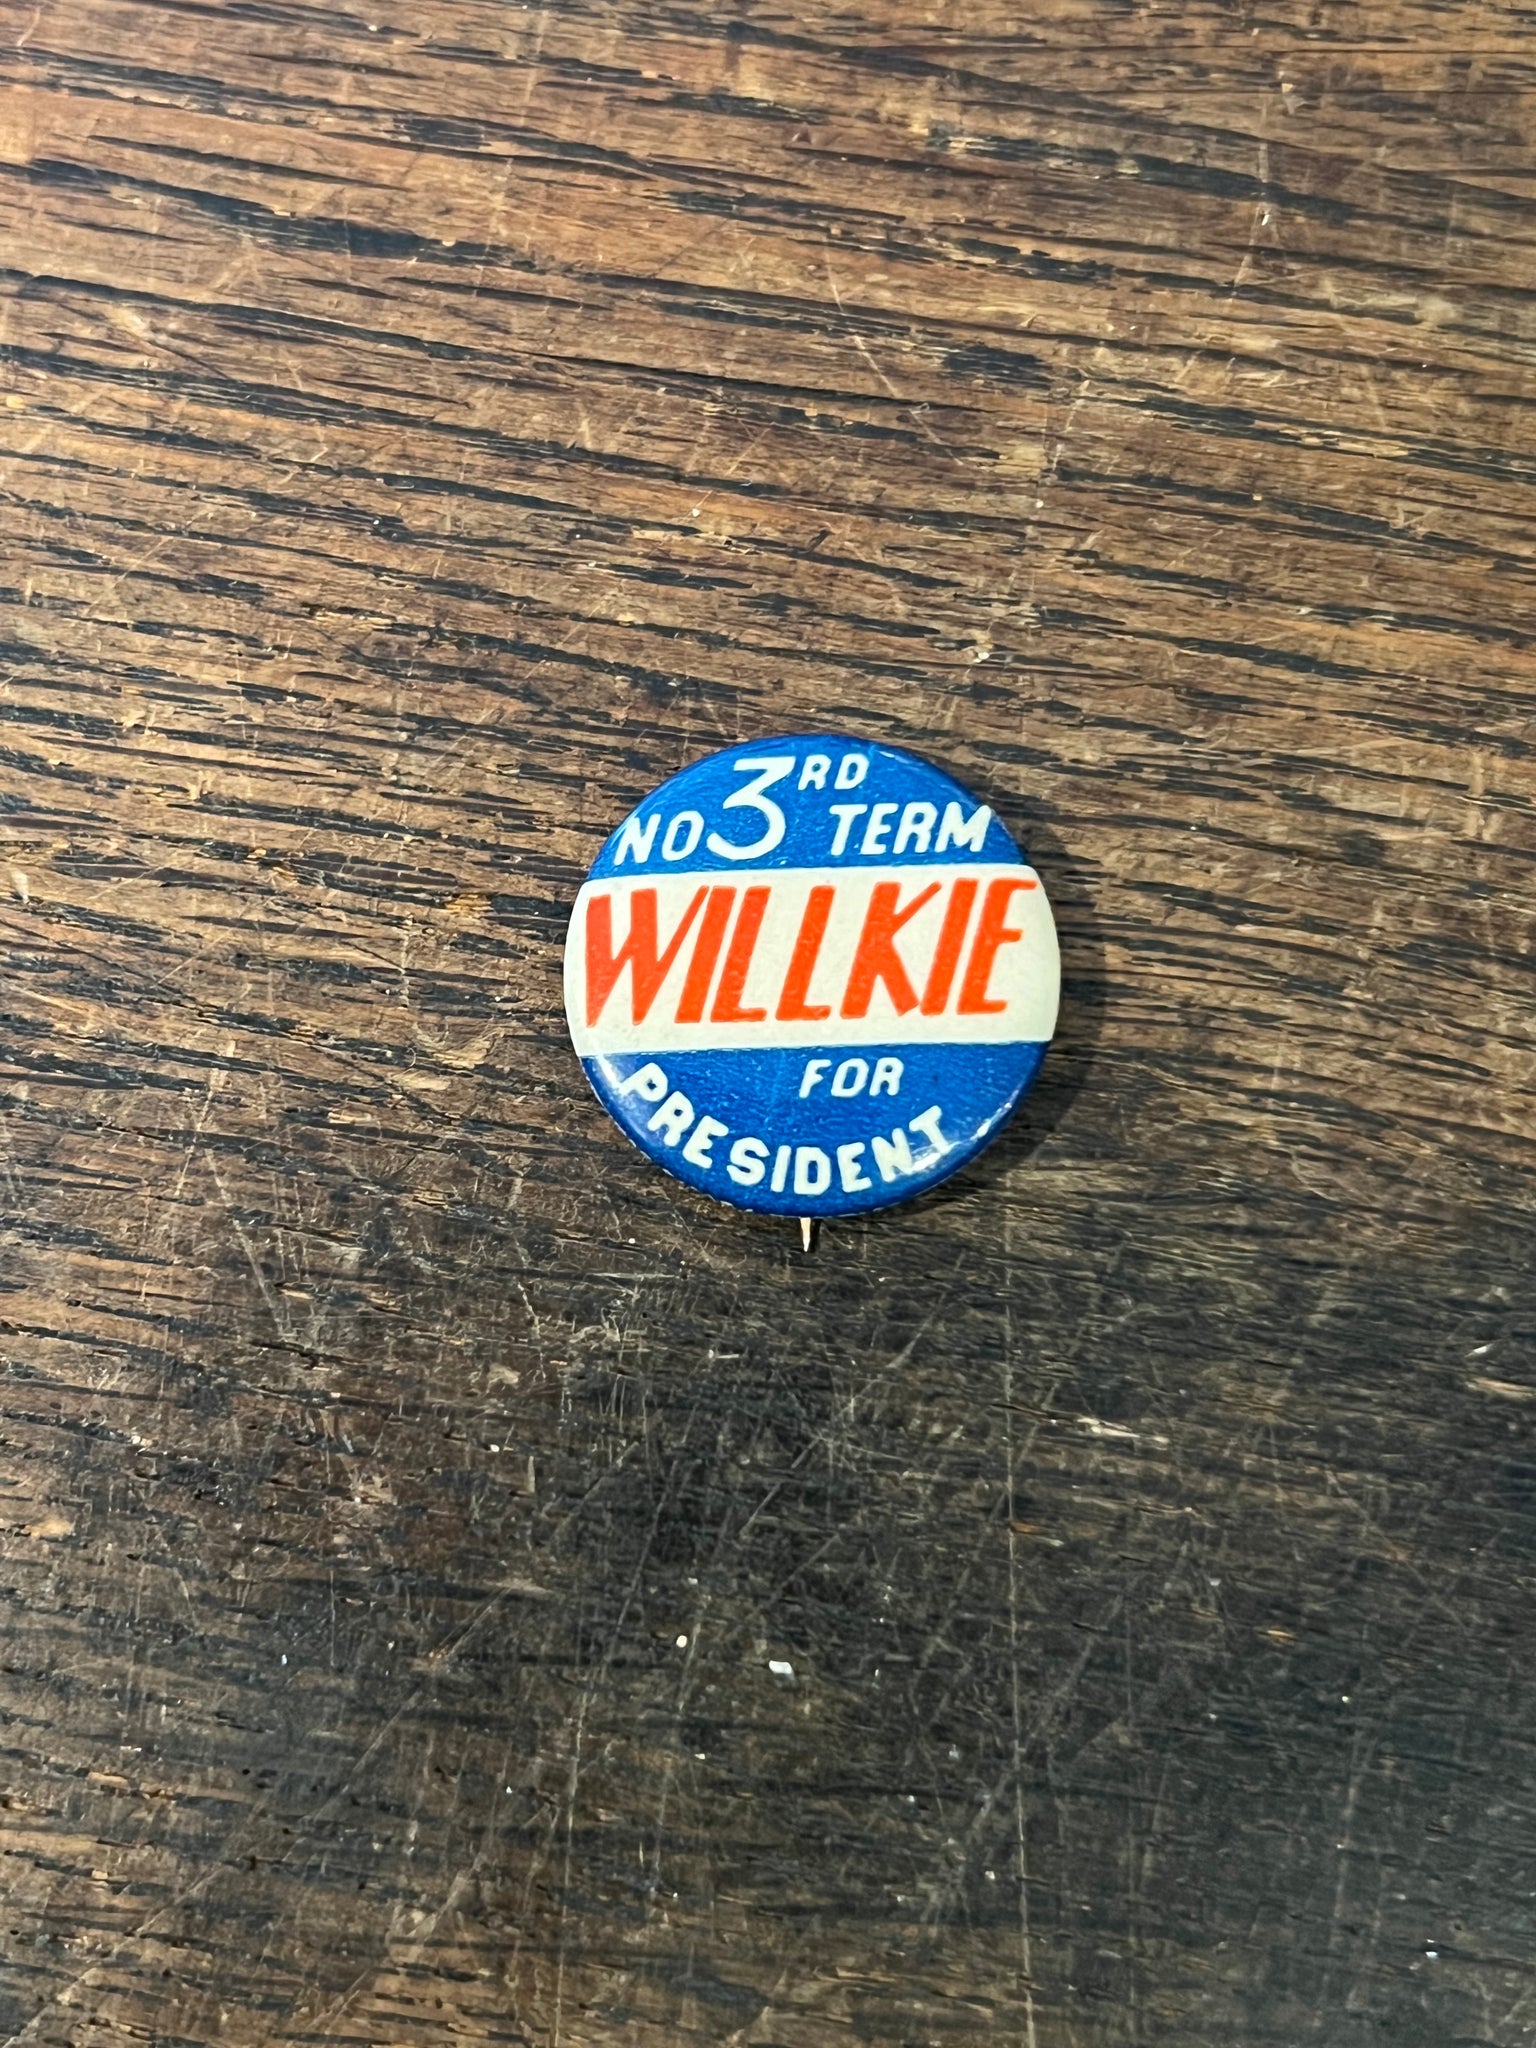 NO 3RD TERM
WILLKIE
FOR
PRESIDENT